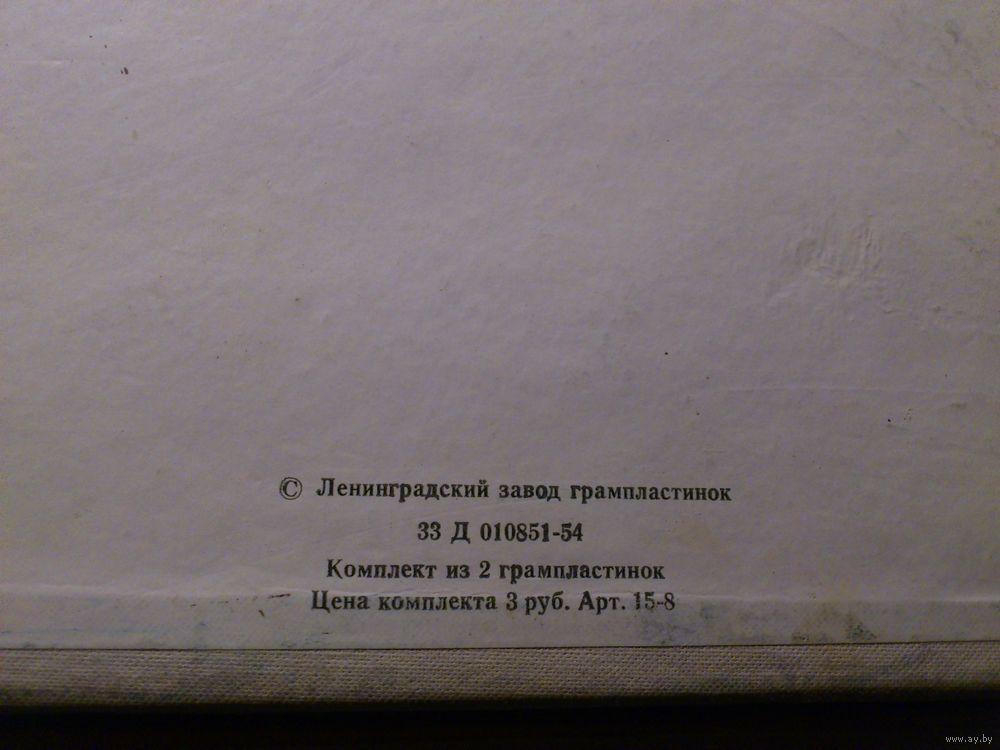 © Ленинградский завод грампластинок
33 Д 010851-54
Комплект из 2 грампластинок
Цена комплекта 3 руб. Арт. 15-8
www.ay.by